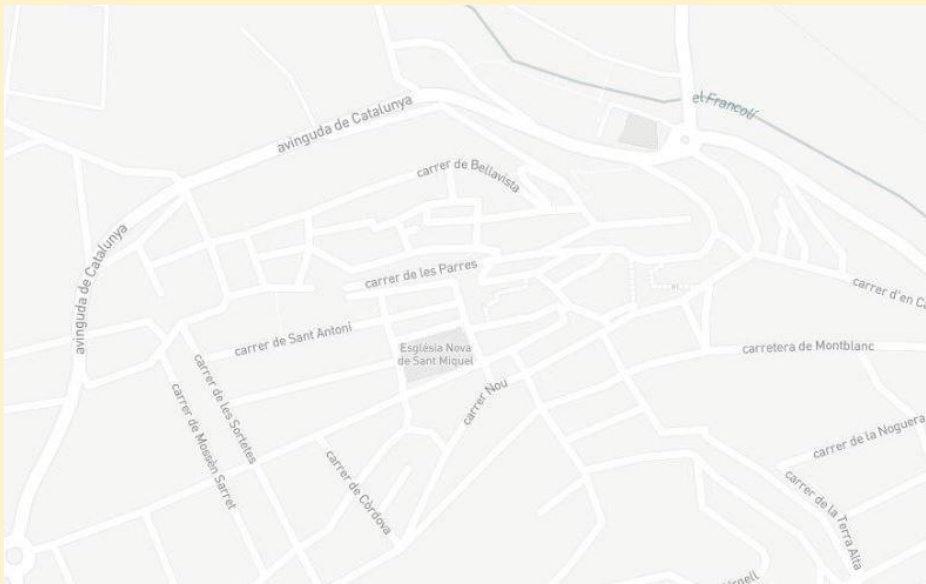 el Francolí
avinguda de Catalunya
carrer de Bellavista
avinguda de Catalunya
carrer de les Parres
carrer d'en Ca
carrer de Sant Antoni
Església Nova
de Sant Miquel
carretera de Montblanc
carrer de les Sortetes
carrer Nou
carrer de Mossèn Sarret
carrer de la Noguera
carrer de Còrdova
carrer de la Terra Alta